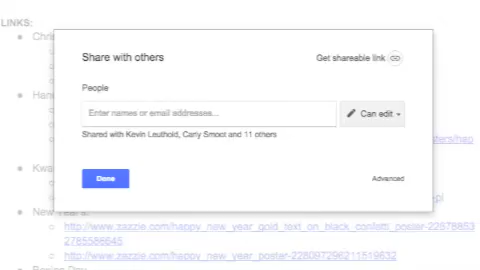 LINKS:
Share with others
Get shareable link
People
Enter names or email addresses...
Can edit
Shared with Kevin Leuthold, Carly Smoot and 11 others
Done
Advanced
New Year's:
http://www.zazzle.com/happy_new_year_gold_text_on_black_confetti_poster-22878853
2785588645
http://www.zazzle.com/happy_new_year_poster-228097296211519632